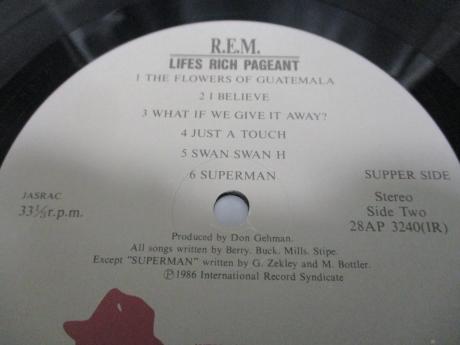 R.E.M.
LIFES RICH PAGEANT
1 THE FLOWERS OF GUATEMALA
2 I BELIEVE
3 WHAT IF WE GIVE IT AWAY?
4 JUST A TOUCH
5 SWAN SWAN H
6 SUPERMAN
SUPPER SIDE
JASRAC
33⅓r.p.m.
Stereo
Side Two
28AP 3240(IR)
Produced by Don Gehman.
All songs written by Berry. Buck. Mills. Stipe.
Except "SUPERMAN" written by G. Zekley and M. Bottler.
Ⓟ1986 International Record Syndicate